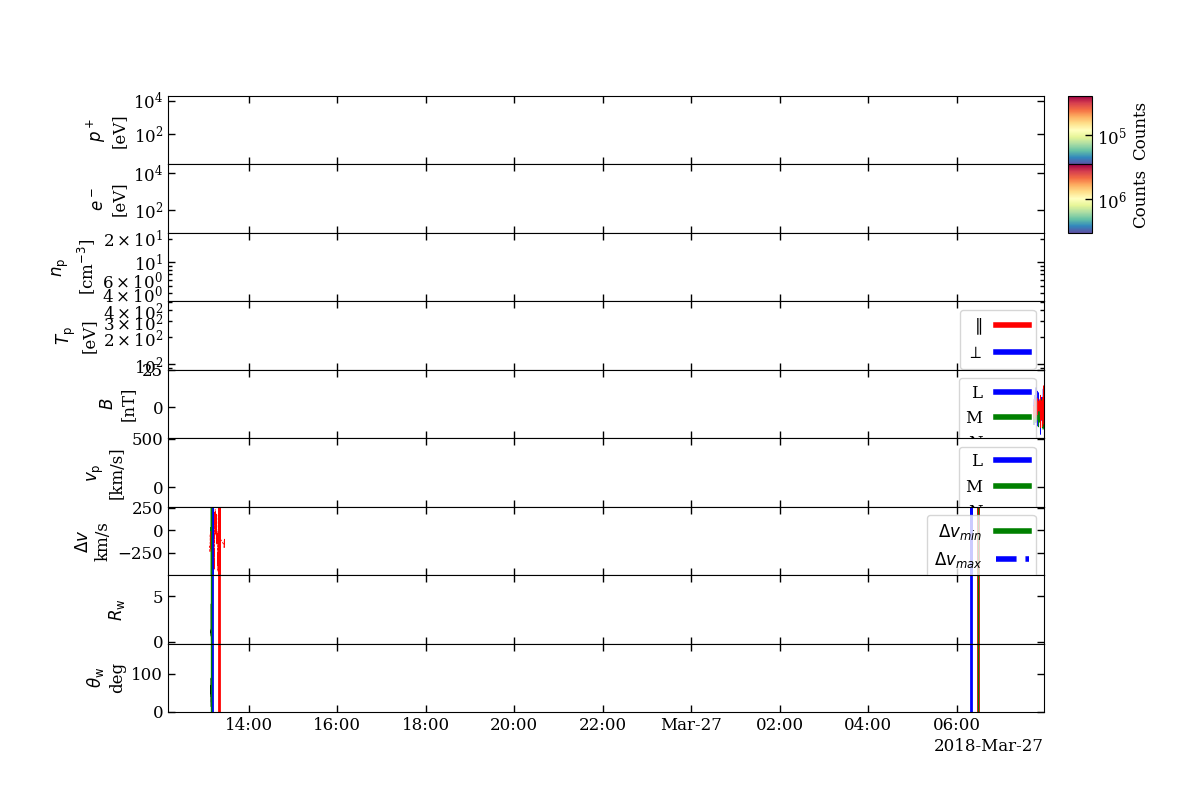 10^4
10^2
p^+
[eV]
10^5
Counts
10^4
10^2
e^−
[eV]
10^6
Counts
2 × 10^1
10^1
6 × 10^0
4 × 10^0
n_p
[cm^−3]
4 × 10^2
3 × 10^2
2 × 10^2
10^2
T_p
[eV]
∥
⊥
25
0
B
[nT]
L
M
500
0
v_p
[km/s]
L
M
250
0
−250
Δv
km/s
Δv_min
Δv_max
5
0
R_w
100
0
θ_w
deg
14:00 16:00 18:00 20:00 22:00 Mar-27 02:00 04:00 06:00
2018-Mar-27